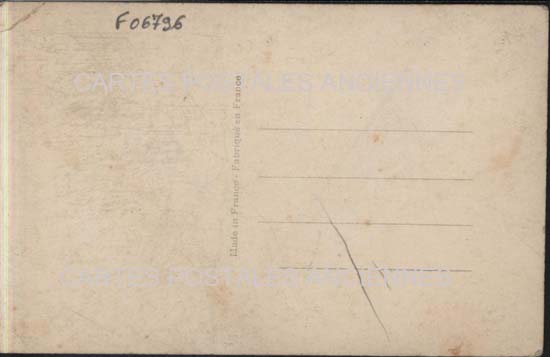 F06796
CARTES POSTALES ANCIENNES
Made in France - Fabriqué en France
CARTES POSTALES ANCIENNES